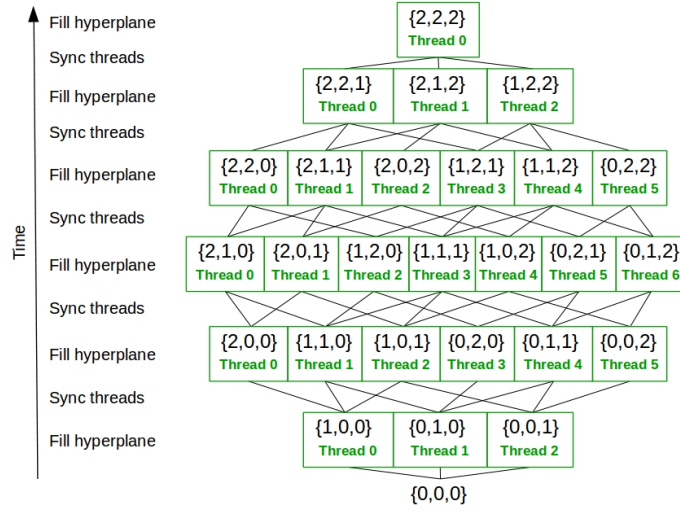 Fill hyperplane
{2,2,2}
Thread 0
Sync threads
Fill hyperplane
{2,2,1} {2,1,2} {1,2,2}
Thread 0 Thread 1 Thread 2
Sync threads
Fill hyperplane
{2,2,0} {2,1,1} {2,0,2} {1,2,1} {1,1,2} {0,2,2}
Thread 0 Thread 1 Thread 2 Thread 3 Thread 4 Thread 5
Sync threads
Time
Fill hyperplane
{2,1,0} {2,0,1} {1,2,0} {1,1,1} {1,0,2} {0,2,1} {0,1,2}
Thread 0 Thread 1 Thread 2 Thread 3 Thread 4 Thread 5 Thread 6
Sync threads
Fill hyperplane
{2,0,0} {1,1,0} {1,0,1} {0,2,0} {0,1,1} {0,0,2}
Thread 0 Thread 1 Thread 2 Thread 3 Thread 4 Thread 5
Sync threads
Fill hyperplane
{1,0,0} {0,1,0} {0,0,1}
Thread 0 Thread 1 Thread 2
{0,0,0}